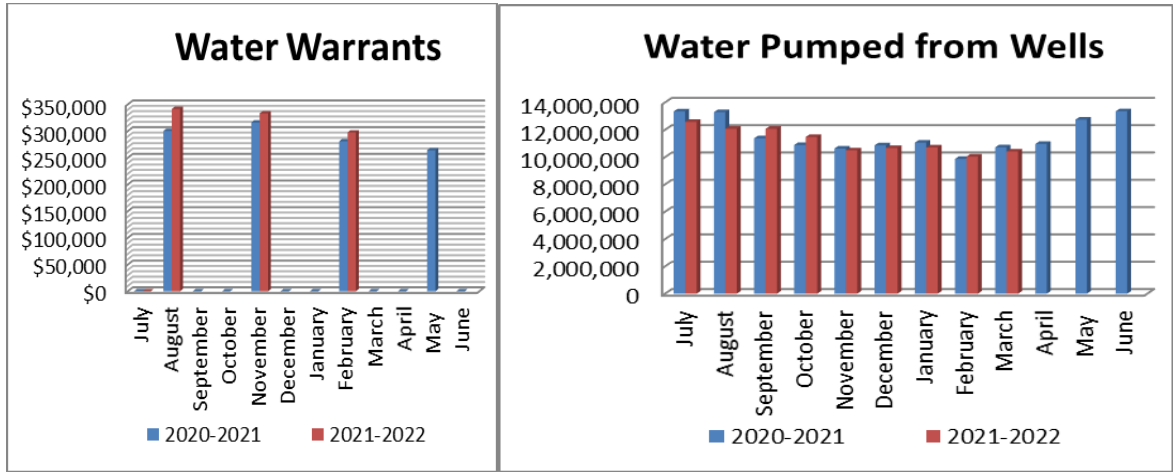 Water Warrants
$350,000
$300,000
$250,000
$200,000
$150,000
$100,000
$50,000
$0
July
August
September
October
November
December
January
February
March
April
May
June
2020-2021 2021-2022
Water Pumped from Wells
14,000,000
12,000,000
10,000,000
8,000,000
6,000,000
4,000,000
2,000,000
0
July
August
September
October
November
December
January
February
March
April
May
June
2020-2021 2021-2022